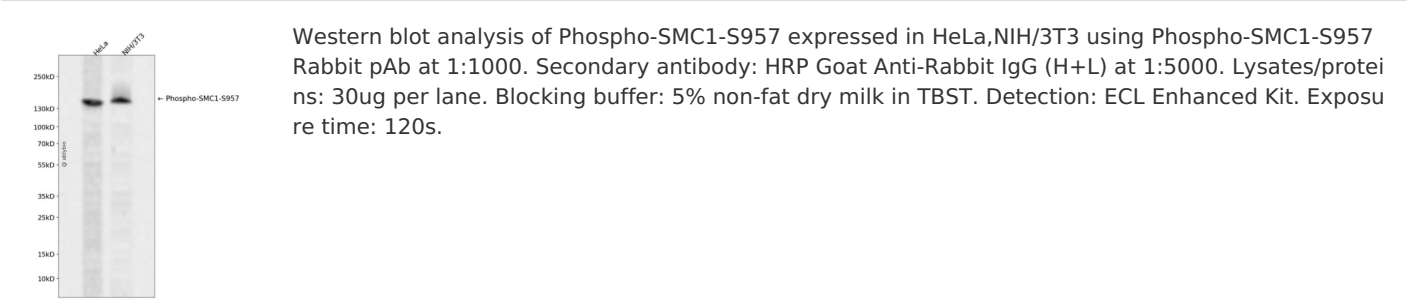 HeLa
NIH/3T3
250kD
130kD
100kD
70kD
55kD
35kD
25kD
15kD
10kD
← Phospho-SMC1-S957
Western blot analysis of Phospho-SMC1-S957 expressed in HeLa,NIH/3T3 using Phospho-SMC1-S957
Rabbit pAb at 1:1000. Secondary antibody: HRP Goat Anti-Rabbit IgG (H+L) at 1:5000. Lysates/protei
ns: 30ug per lane. Blocking buffer: 5% non-fat dry milk in TBST. Detection: ECL Enhanced Kit. Exposu
re time: 120s.